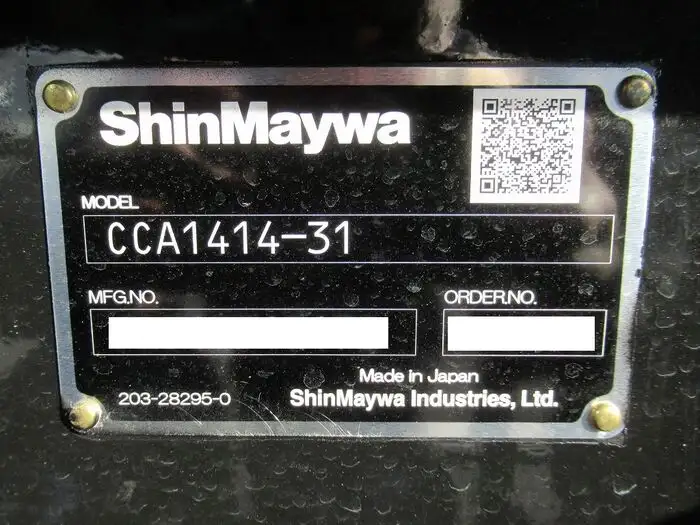 ShinMaywa
MODEL
CCA1414-31
MFG.NO.
ORDER.NO.
Made in Japan
203-28295-0
ShinMaywa Industries, Ltd.